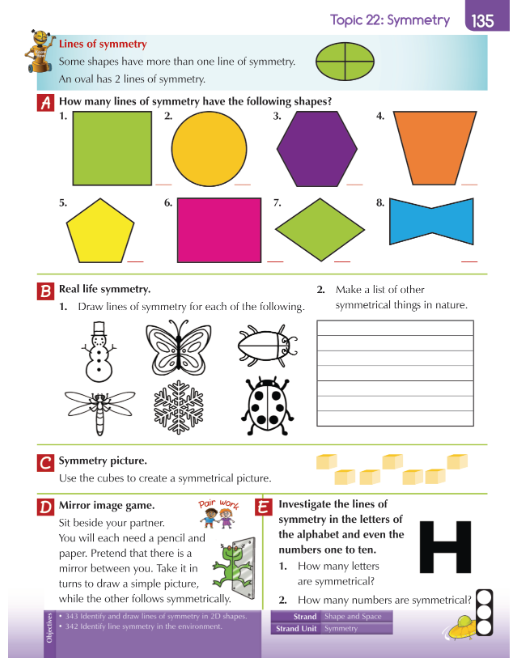 Topic 22: Symmetry 135
Lines of symmetry
Some shapes have more than one line of symmetry.
An oval has 2 lines of symmetry.
A How many lines of symmetry have the following shapes?
1. 2. 3. 4.
5. 6. 7. 8.
B Real life symmetry.
1. Draw lines of symmetry for each of the following.
2. Make a list of other
symmetrical things in nature.
C Symmetry picture.
Use the cubes to create a symmetrical picture.
D Mirror image game.
Pair work
Sit beside your partner.
You will each need a pencil and
paper. Pretend that there is a
mirror between you. Take it in
turns to draw a simple picture,
while the other follows symmetrically.
E Investigate the lines of
symmetry in the letters of
the alphabet and even the
numbers one to ten.
H
1. How many letters
are symmetrical?
2. How many numbers are symmetrical?
Objectives
• 343 Identify and draw lines of symmetry in 2D shapes.
• 342 Identify line symmetry in the environment.
Strand Shape and Space
Strand Unit Symmetry